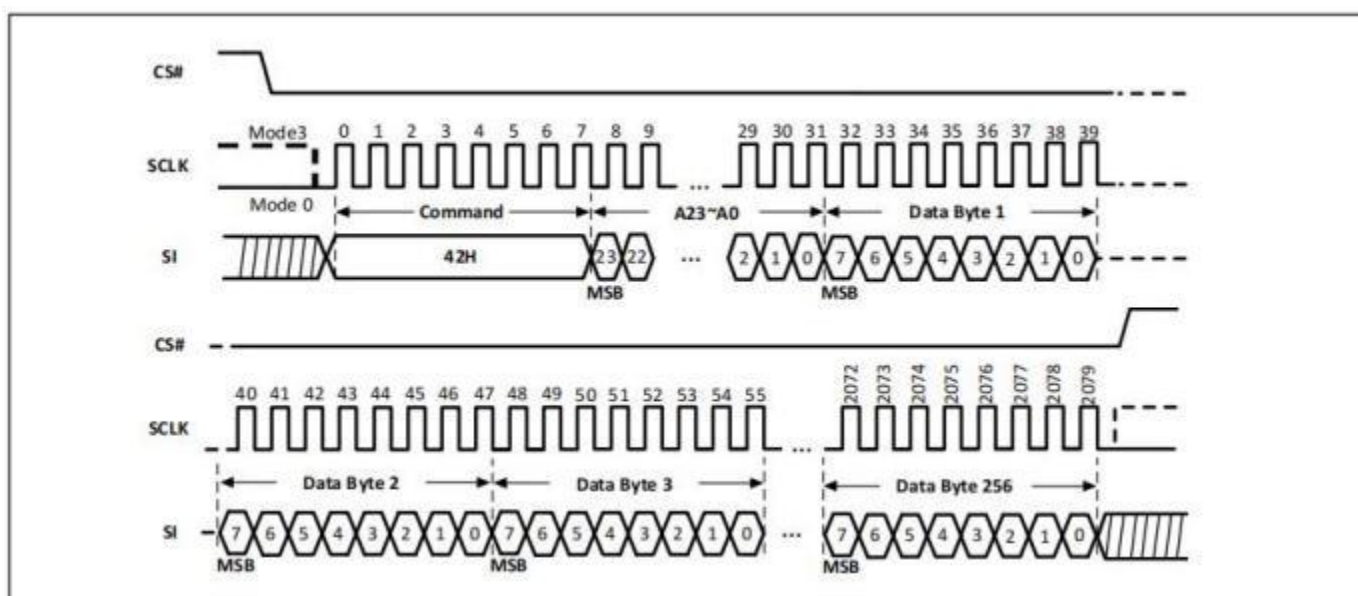 CS#
Mode3 0 1 2 3 4 5 6 7 8 9 29 30 31 32 33 34 35 36 37 38 39
SCLK ...
Mode 0 Command A23~A0 Data Byte 1
SI 42H 23 22 ... 2 1 0 7 6 5 4 3 2 1 0
MSB MSB
CS#
40 41 42 43 44 45 46 47 48 49 50 51 52 53 54 55 2072 2073 2074 2075 2076 2077 2078 2079
SCLK ...
Data Byte 2 Data Byte 3 Data Byte 256
SI 7 6 5 4 3 2 1 0 7 6 5 4 3 2 1 0 ... 7 6 5 4 3 2 1 0
MSB MSB MSB